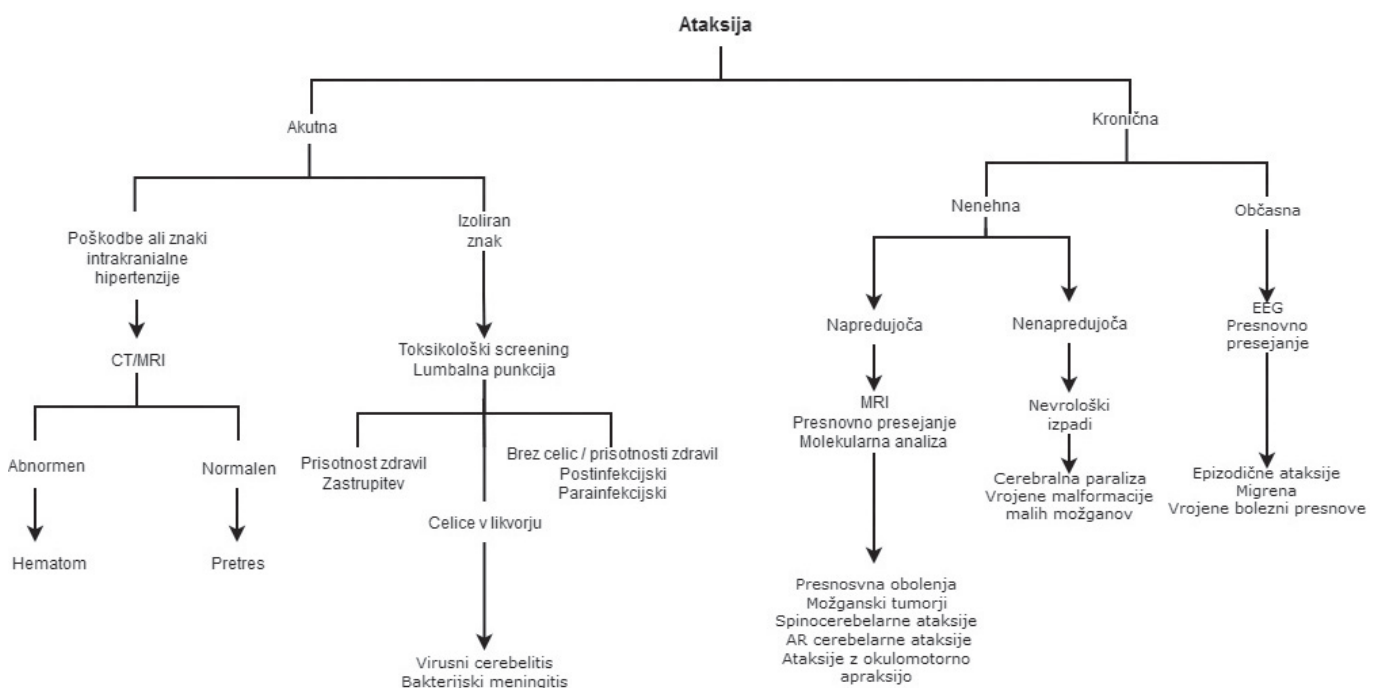 Ataksija
Akutna
Kronična
Poškodbe ali znaki
intrakranialne
hipertenzije
Izoliran
znak
Nenehna
Občasna
CT/MRI
Toksikološki screening
Lumbalna punkcija
Napredujoča
Nenapredujoča
EEG
Presnovno
presejanje
MRI
Presnovno presejanje
Molekularna analiza
Nevrološki
izpadi
Abnormen
Normalen
Prisotnost zdravil
Zastrupitev
Celice v likvorju
Brez celic / prisotnosti zdravil
Postinfekcijski
Parainfekcijski
Cerebralna paraliza
Vrojene malformacije
malih možganov
Epizodične ataksije
Migrena
Vrojene bolezni presnove
Hematom
Pretres
Presnosvna obolenja
Možganski tumorji
Spinocerebelarne ataksije
AR cerebelarne ataksije
Ataksije z okulomotorno
apraksijo
Virusni cerebelitis
Bakterijski meningitis